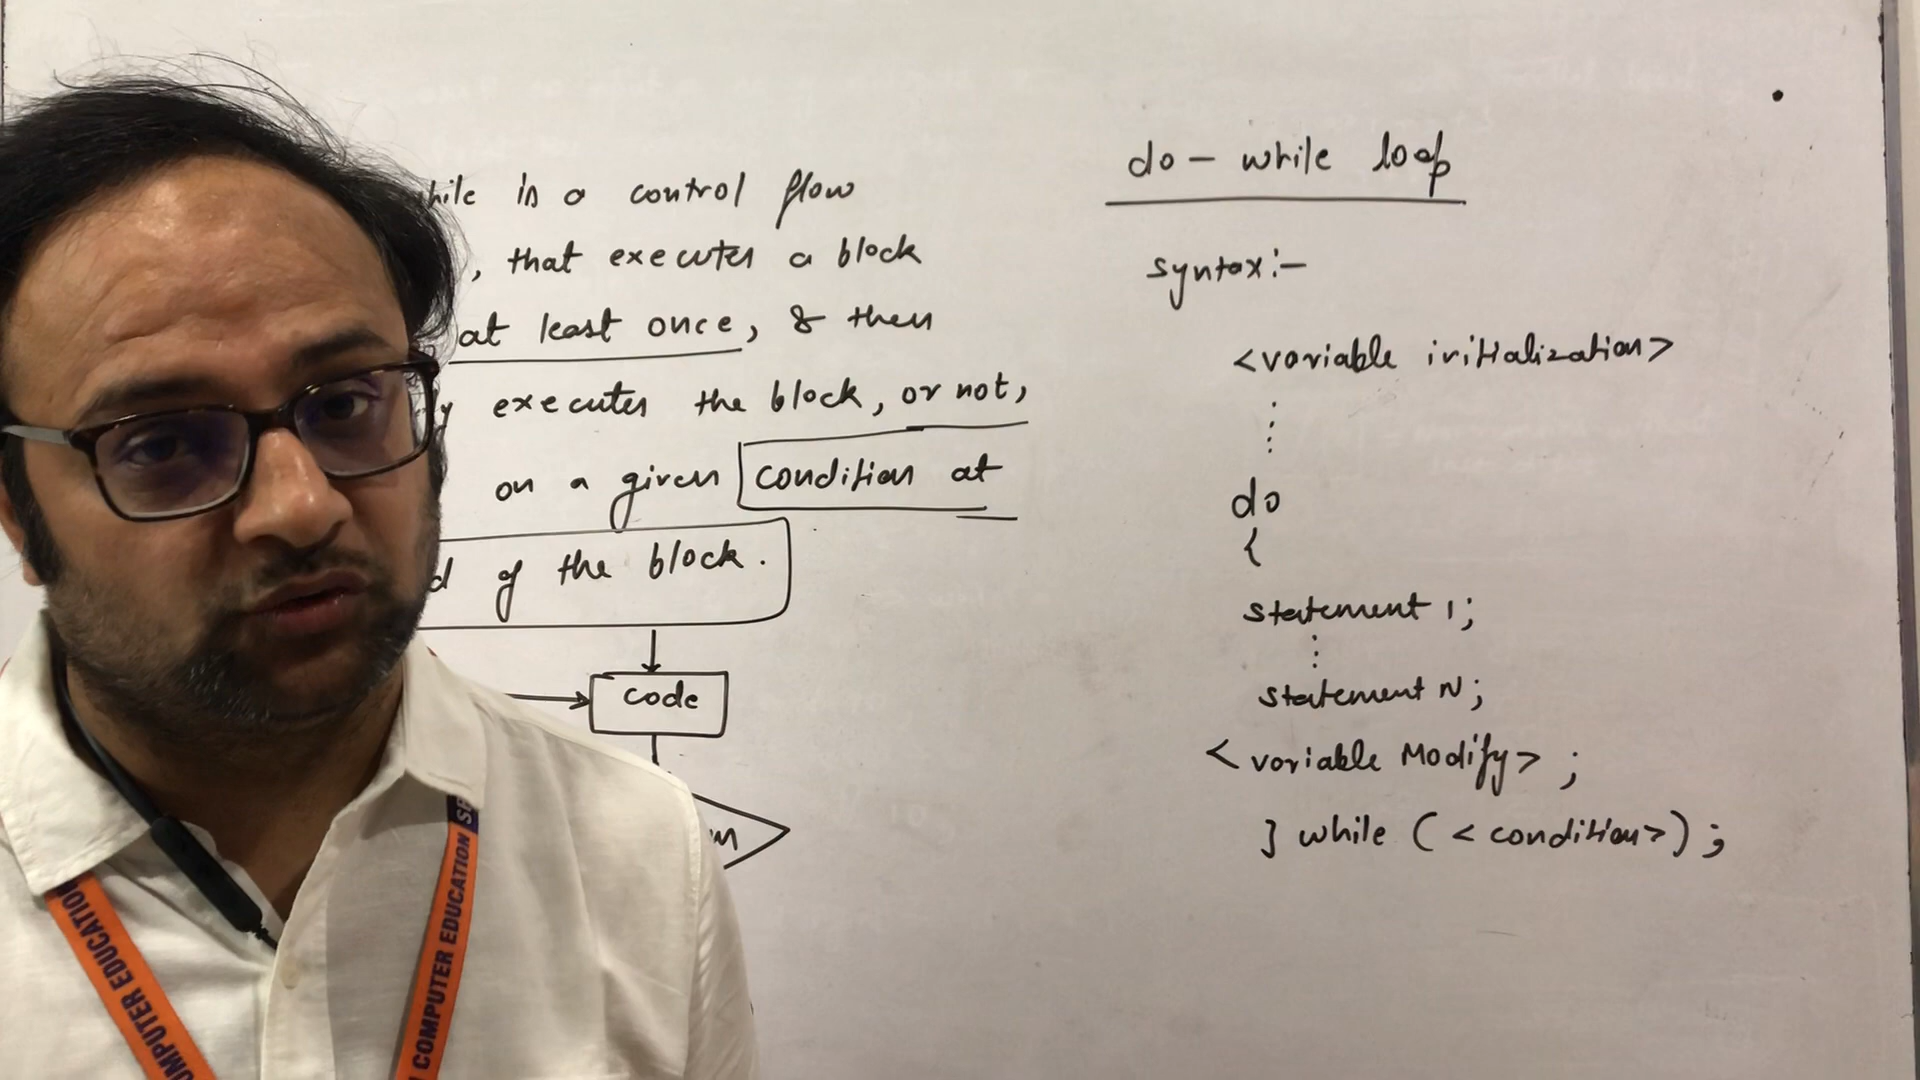 while is a control flow
, that executes a block
at least once, & then
executes the block, or not,
on a given condition at
of the block.
code
do - while loop
syntax:-
<variable initialization>
do
{
statement 1;
statement N;
<variable Modify> ;
} while (<condition>);
COMPUTER EDUCATION
COMPUTER EDUCATION